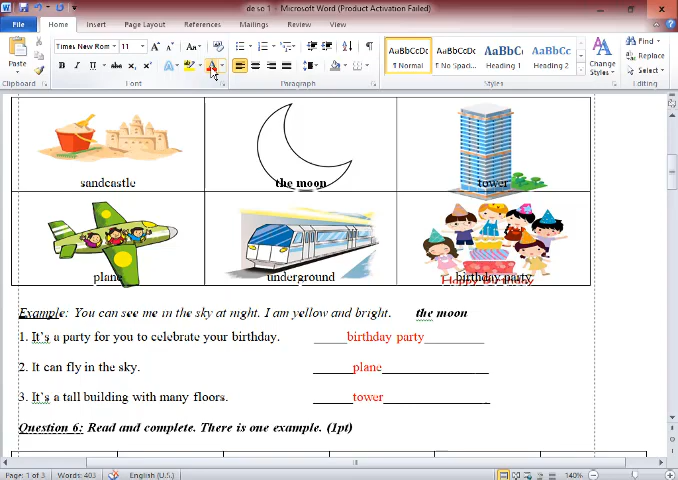 de so 1 - Microsoft Word (Product Activation Failed)
File Home Insert Page Layout References Mailings Review View
Paste
Times New Rom 11
AaBbCcDc AaBbCcDc AaBbCc AaBbCc
¶ Normal ¶ No Spac... Heading 1 Heading 2
Change Styles
Find
Replace
Select
Clipboard Font Paragraph Styles Editing
sandcastle the moon tower
plane underground birthday party
Happy Birthday
Example: You can see me in the sky at night. I am yellow and bright. the moon
1. It's a party for you to celebrate your birthday. _____birthday party_________
2. It can fly in the sky. ______plane________________
3. It's a tall building with many floors. ______tower________________
Question 6: Read and complete. There is one example. (1pt)
Page: 1 of 3 Words: 403 English (U.S.) 140%